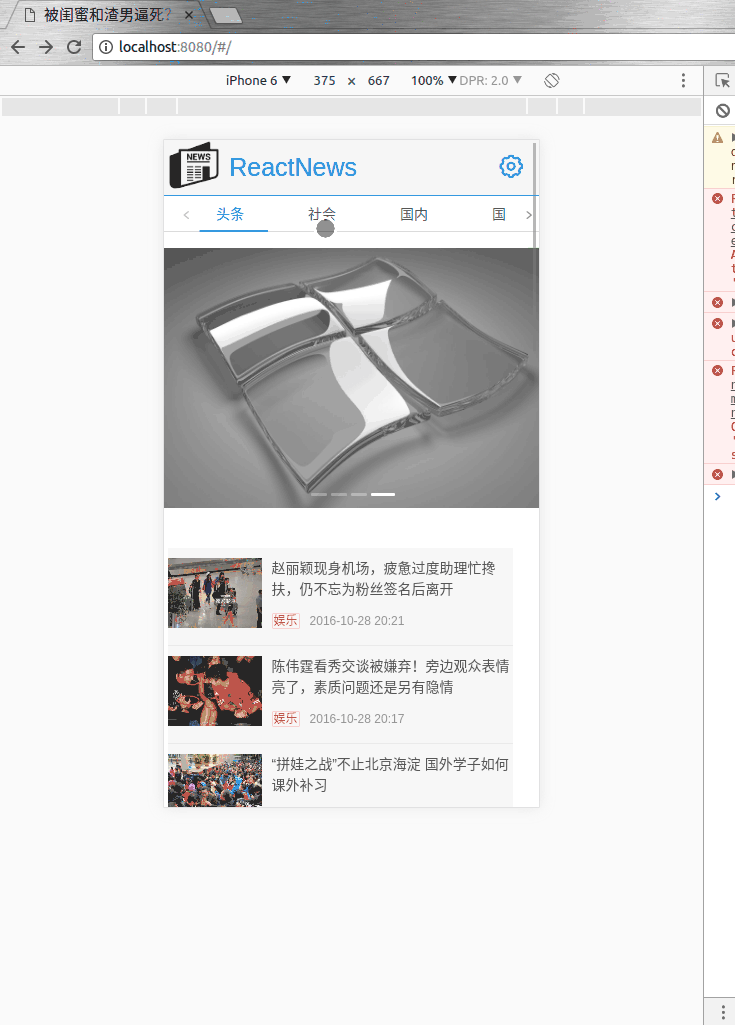 被闺蜜和渣男逼死?
localhost:8080/#/
iPhone 6 ▼ 375 × 667 100% ▼ DPR: 2.0 ▼
NEWS
ReactNews
头条 社会 国内 国
赵丽颖现身机场，疲惫过度助理忙搀
扶，仍不忘为粉丝签名后离开
娱乐 2016-10-28 20:21
陈伟霆看秀交谈被嫌弃！旁边观众表情
亮了，素质问题还是另有隐情
娱乐 2016-10-28 20:17
“拼娃之战”不止北京海淀 国外学子如何
课外补习